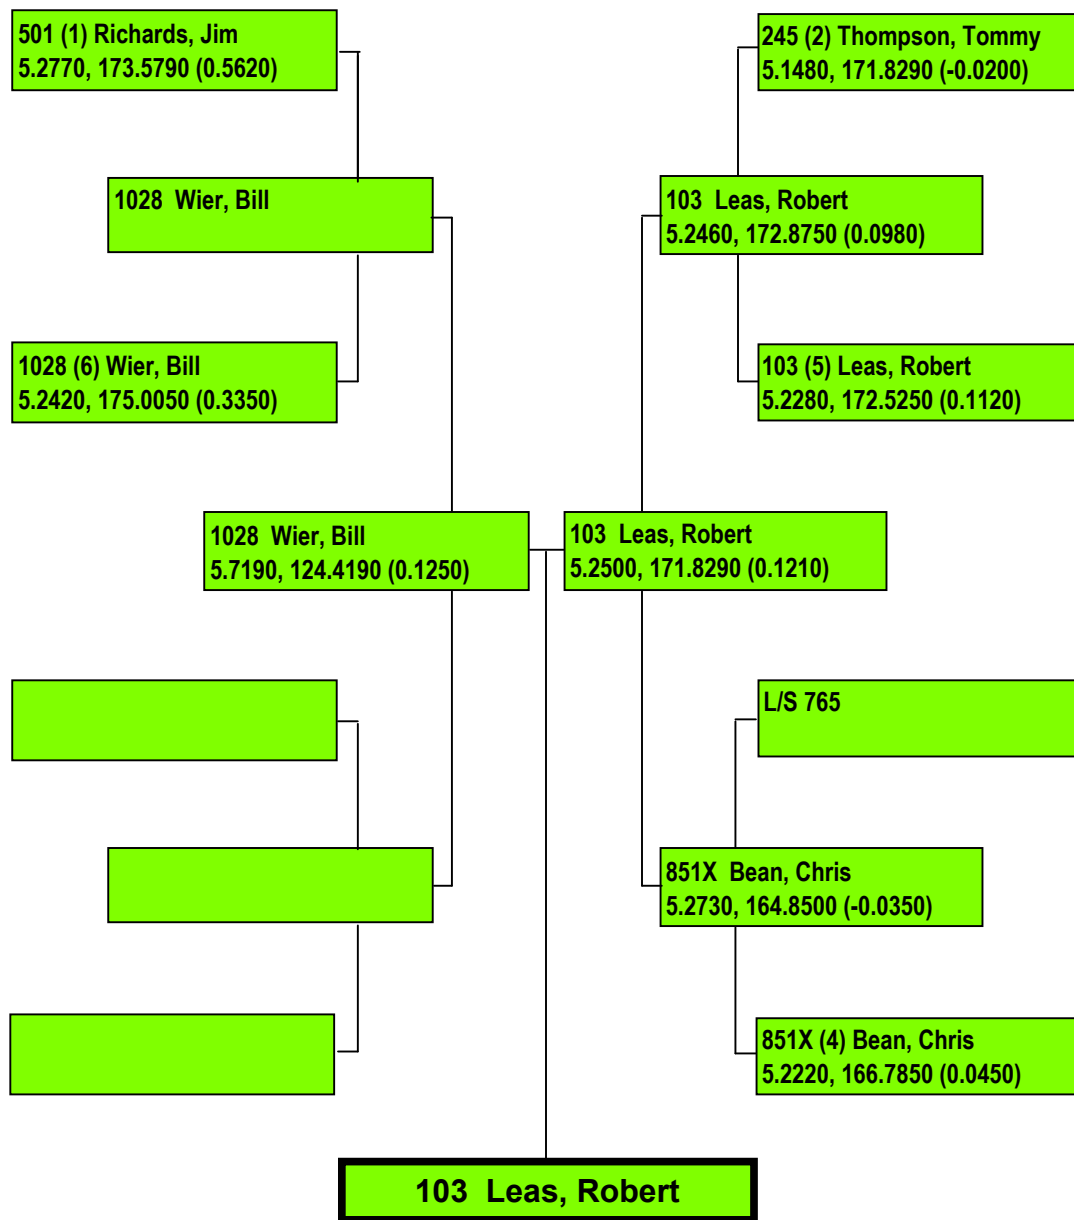 501 (1) Richards, Jim
5.2770, 173.5790 (0.5620)
245 (2) Thompson, Tommy
5.1480, 171.8290 (-0.0200)
1028 Wier, Bill
103 Leas, Robert
5.2460, 172.8750 (0.0980)
1028 (6) Wier, Bill
5.2420, 175.0050 (0.3350)
103 (5) Leas, Robert
5.2280, 172.5250 (0.1120)
1028 Wier, Bill
5.7190, 124.4190 (0.1250)
103 Leas, Robert
5.2500, 171.8290 (0.1210)
L/S 765
851X Bean, Chris
5.2730, 164.8500 (-0.0350)
851X (4) Bean, Chris
5.2220, 166.7850 (0.0450)
103 Leas, Robert